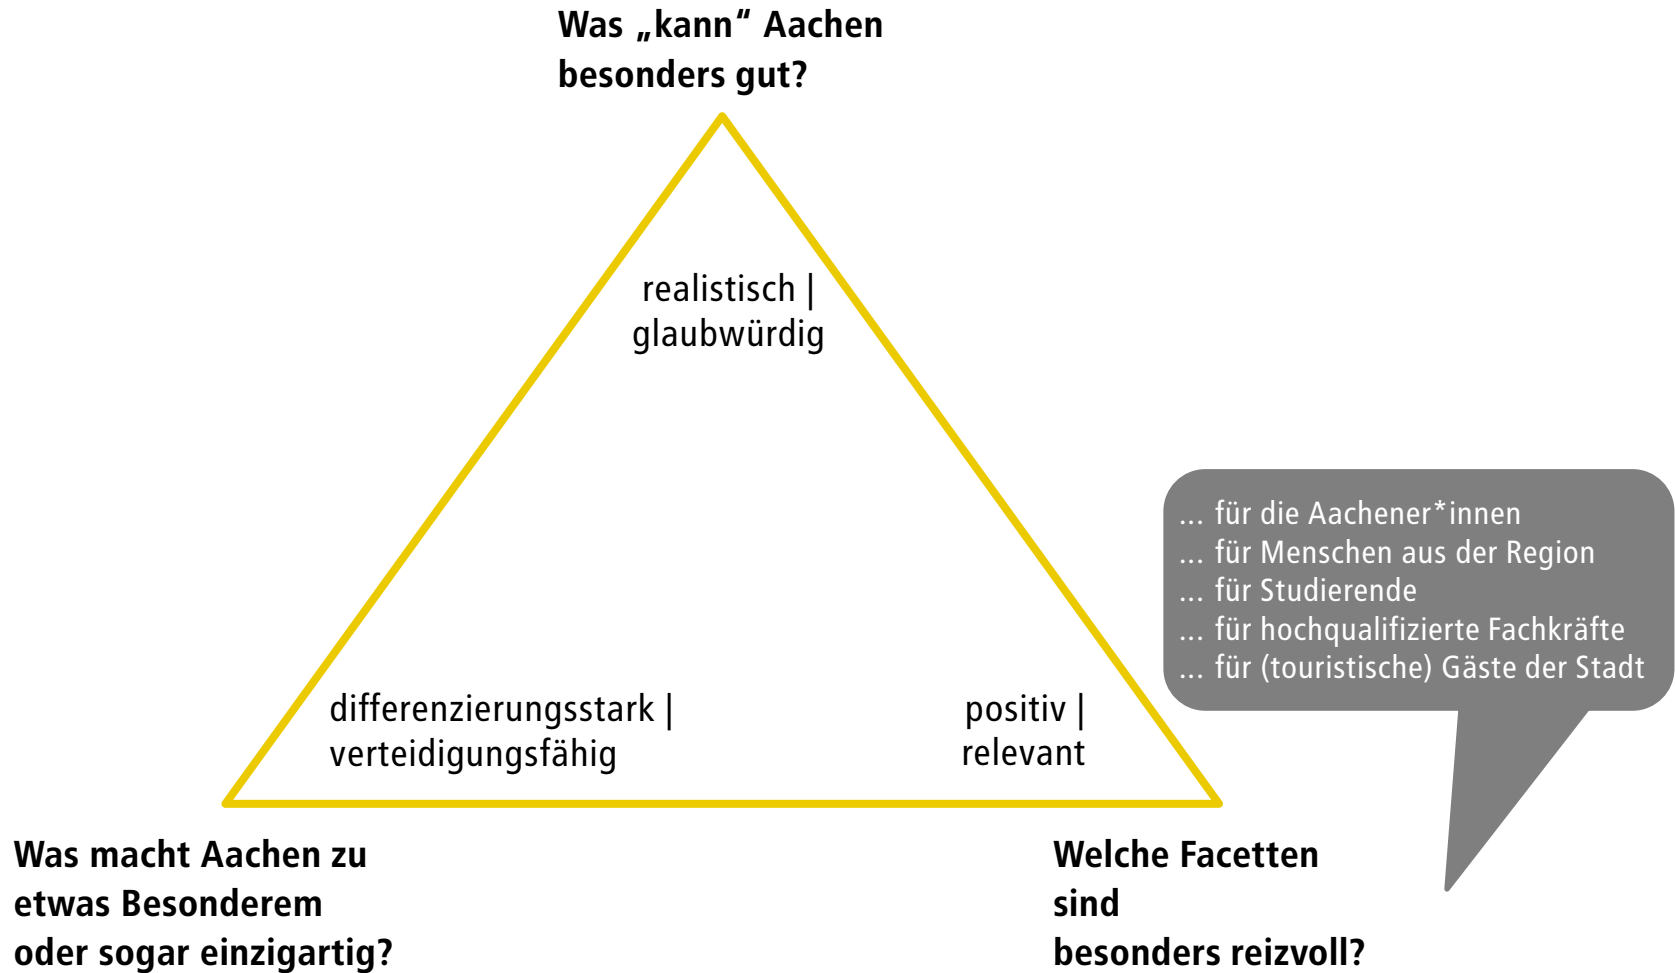 Was „kann“ Aachen
besonders gut?
realistisch |
glaubwürdig
... für die Aachener*innen
... für Menschen aus der Region
... für Studierende
... für hochqualifizierte Fachkräfte
... für (touristische) Gäste der Stadt
differenzierungsstark |
verteidigungsfähig
positiv |
relevant
Was macht Aachen zu
etwas Besonderem
oder sogar einzigartig?
Welche Facetten
sind
besonders reizvoll?